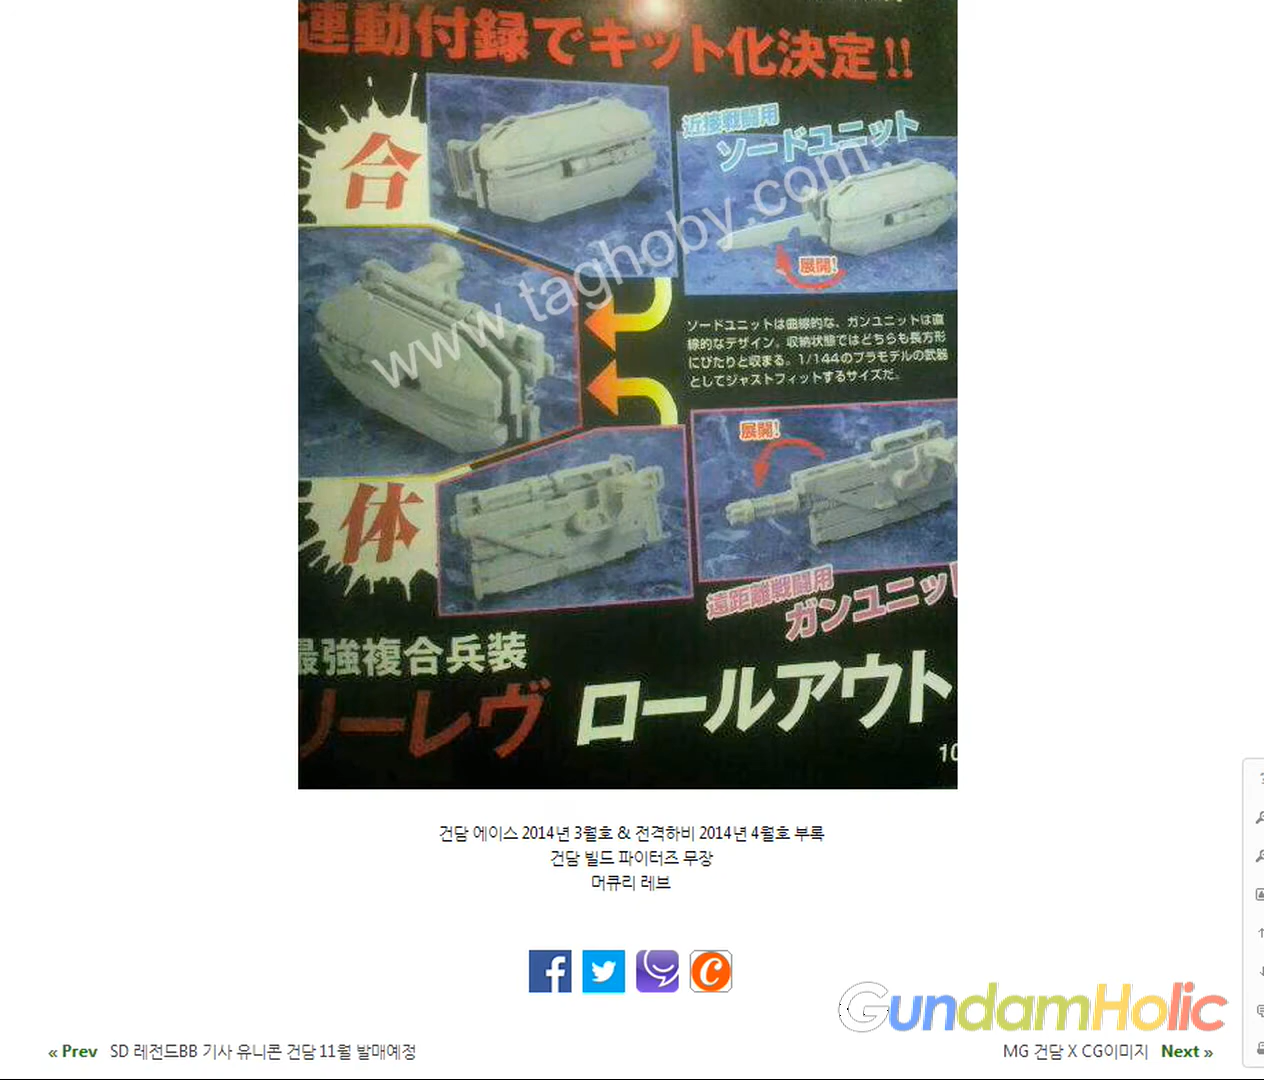 連動付録でキット化決定!!
合
近接戦闘用
ソードユニット
展開!
www.taghoby.com
ソードユニットは曲線的な、ガンユニットは直
線的なデザイン。収納状態ではどちらも長方形
にぴたりと収まる。1/144のプラモデルの武器
としてジャストフィットするサイズだ。
展開!
体
遠距離戦闘用
ガンユニット
最強複合兵装
リーレヴ ロールアウト
10
건담 에이스 2014년 3월호 & 전격하비 2014년 4월호 부록
건담 빌드 파이터즈 무장
머큐리 레브
GundamHolic
« Prev SD 레전드BB 기사 유니콘 건담 11월 발매예정
MG 건담 X CG이미지 Next »